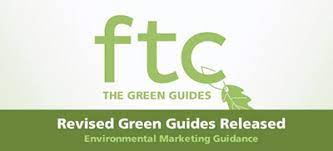 ftc
THE GREEN GUIDES
Revised Green Guides Released
Environmental Marketing Guidance